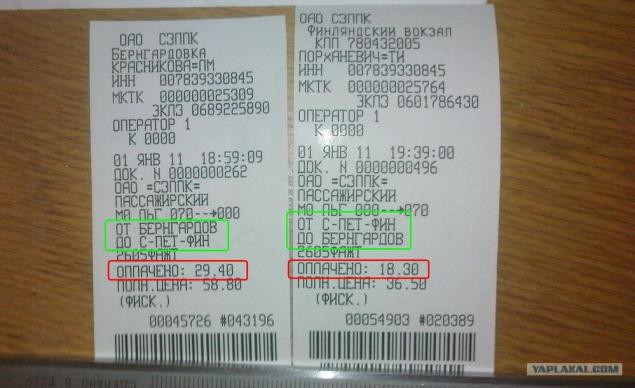 ОАО СЗППК
БЕРНГАРДОВКА
КРАСНИКОВА=ЛМ
ИНН 007839330845
МКТК 000000025309
ЭКЛЗ 0689225890
ОПЕРАТОР 1
К 0000
01 ЯНВ 11 18:59:09
ДОК. N 0000000262
ОАО =СЗППК=
ПАССАЖИРСКИЙ
МО ЛЬГ 070-->000
ОТ БЕРНГАРДОВ
ДО С-ПЕТ-ФИН
2605ФАЖТ
ОПЛАЧЕНО: 29.40
ПОЛН.ЦЕНА: 58.80
(ФИСК.)
00045726 #043196
ОАО СЗППК
ФИНЛЯНДСКИЙ ВОКЗАЛ
КПП 780432005
ПОРХАНЕВИЧ=ТИ
ИНН 007839330845
МКТК 000000025764
ЭКЛЗ 0601786430
ОПЕРАТОР 1
К 0000
01 ЯНВ 11 19:39:00
ДОК. N 0000000496
ОАО =СЗППК=
ПАССАЖИРСКИЙ
МО ЛЬГ 000-->070
ОТ С-ПЕТ-ФИН
ДО БЕРНГАРДОВ
2605ФАЖТ
ОПЛАЧЕНО: 18.30
ПОЛН.ЦЕНА: 36.50
(ФИСК.)
00054903 #020389
YAPLAKAL.COM